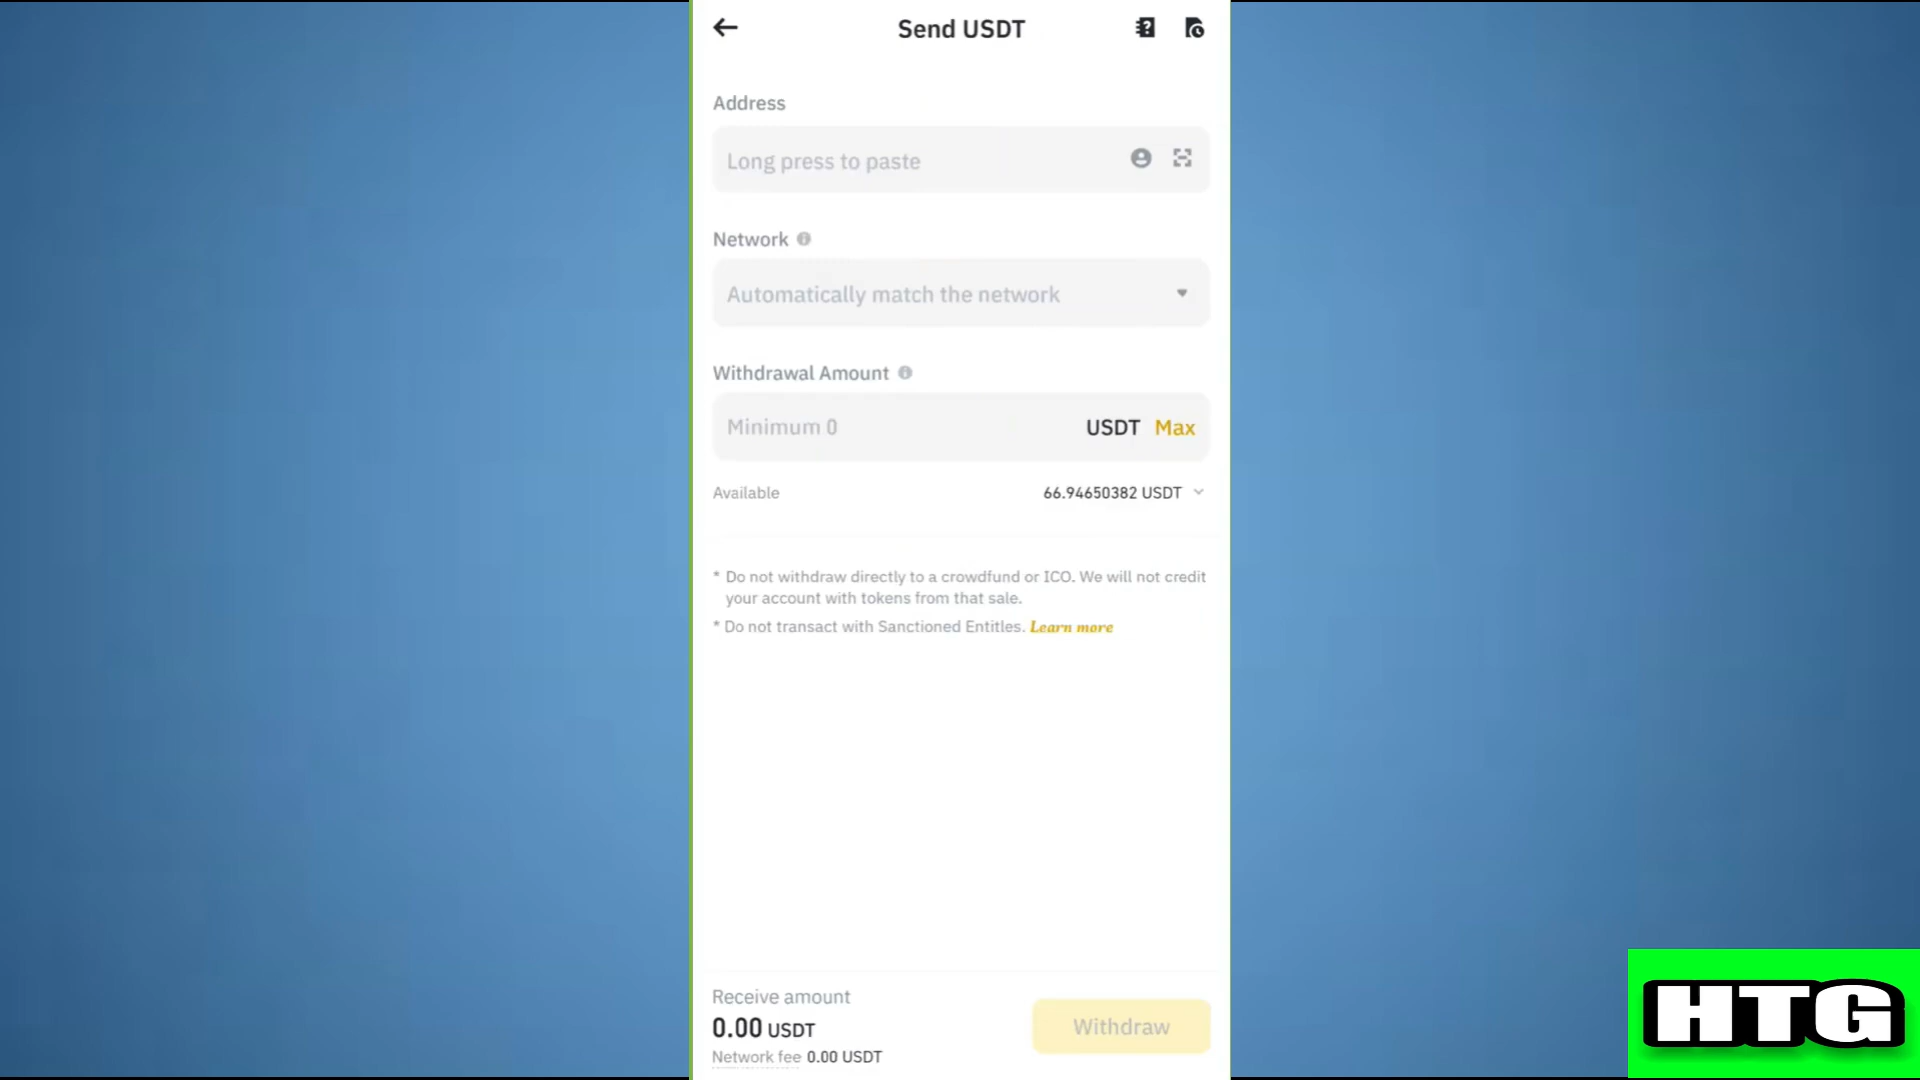 Send USDT
Address
Long press to paste
Network
Automatically match the network
Withdrawal Amount
Minimum 0 USDT Max
Available 66.94650382 USDT
* Do not withdraw directly to a crowdfund or ICO. We will not credit
your account with tokens from that sale.
* Do not transact with Sanctioned Entitles. Learn more
Receive amount
0.00 USDT
Withdraw
Network fee 0.00 USDT
HTG